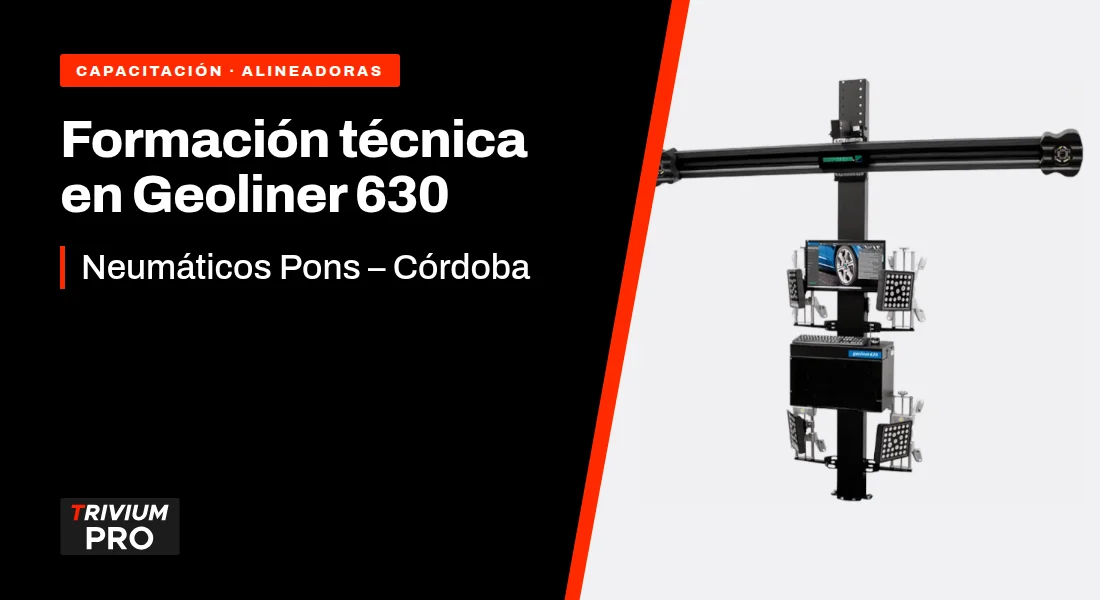 CAPACITACIÓN · ALINEADORAS
Formación técnica
en Geoliner 630
Neumáticos Pons – Córdoba
TRIVIUM
PRO